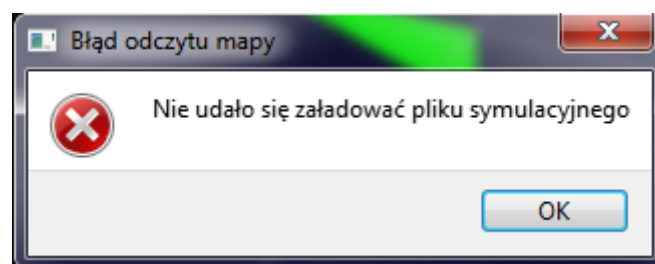 Błąd odczytu mapy
Nie udało się załadować pliku symulacyjnego
OK